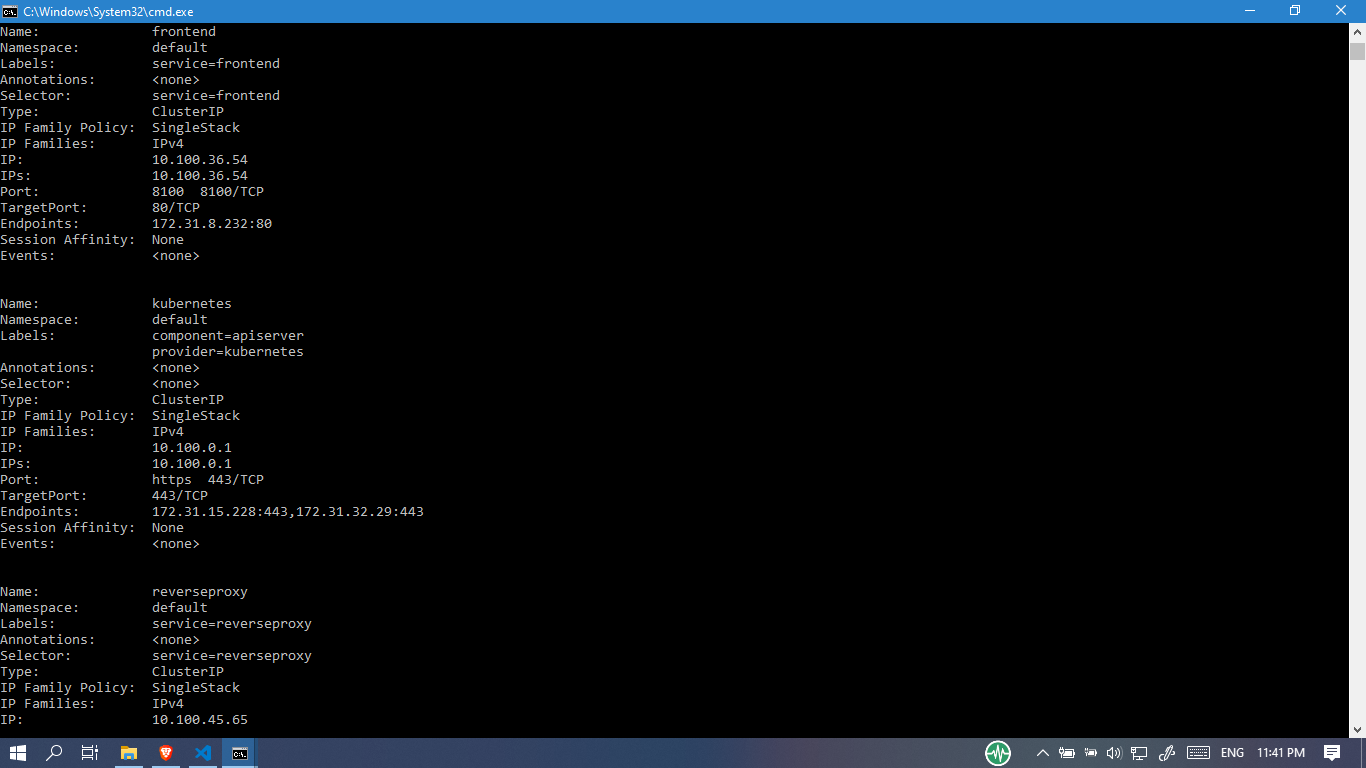 C:\Windows\System32\cmd.exe
Name: frontend
Namespace: default
Labels: service=frontend
Annotations: <none>
Selector: service=frontend
Type: ClusterIP
IP Family Policy: SingleStack
IP Families: IPv4
IP: 10.100.36.54
IPs: 10.100.36.54
Port: 8100 8100/TCP
TargetPort: 80/TCP
Endpoints: 172.31.8.232:80
Session Affinity: None
Events: <none>
Name: kubernetes
Namespace: default
Labels: component=apiserver
provider=kubernetes
Annotations: <none>
Selector: <none>
Type: ClusterIP
IP Family Policy: SingleStack
IP Families: IPv4
IP: 10.100.0.1
IPs: 10.100.0.1
Port: https 443/TCP
TargetPort: 443/TCP
Endpoints: 172.31.15.228:443,172.31.32.29:443
Session Affinity: None
Events: <none>
Name: reverseproxy
Namespace: default
Labels: service=reverseproxy
Annotations: <none>
Selector: service=reverseproxy
Type: ClusterIP
IP Family Policy: SingleStack
IP Families: IPv4
IP: 10.100.45.65
ENG 11:41 PM